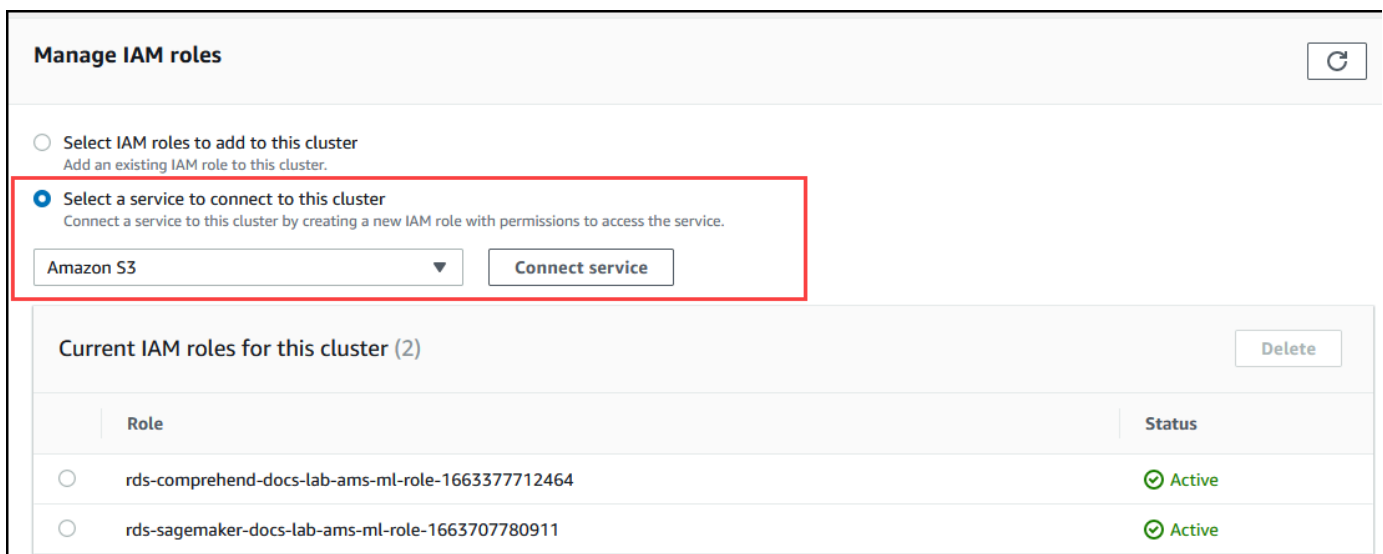 Manage IAM roles
Select IAM roles to add to this cluster
Add an existing IAM role to this cluster.
Select a service to connect to this cluster
Connect a service to this cluster by creating a new IAM role with permissions to access the service.
Amazon S3 Connect service
Current IAM roles for this cluster (2) Delete
Role Status
rds-comprehend-docs-lab-ams-ml-role-1663377712464 Active
rds-sagemaker-docs-lab-ams-ml-role-1663707780911 Active